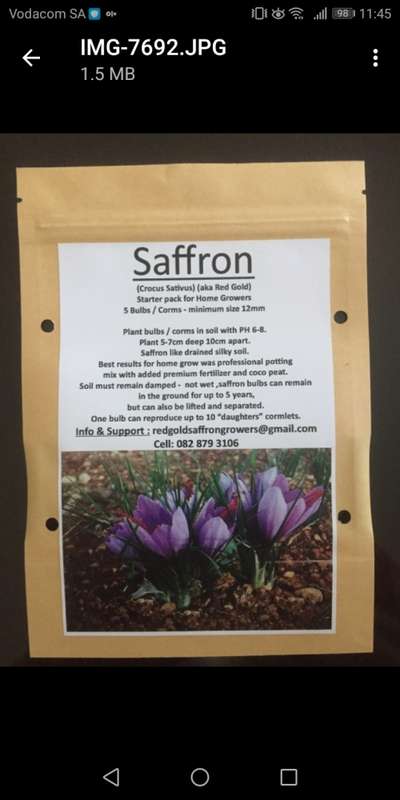 Vodacom SA 98 11:45
IMG-7692.JPG
1.5 MB
Saffron
(Crocus Sativus) (aka Red Gold)
Starter pack for Home Growers
5 Bulbs / Corms - minimum size 12mm
Plant bulbs / corms in soil with PH 6-8.
Plant 5-7cm deep 10cm apart.
Saffron like drained silky soil.
Best results for home grow was professional potting
mix with added premium fertilizer and coco peat.
Soil must remain damped - not wet ,saffron bulbs can remain
in the ground for up to 5 years,
but can also be lifted and separated.
One bulb can reproduce up to 10 “daughters” cormlets.
Info & Support : redgoldsaffrongrowers@gmail.com
Cell: 082 879 3106